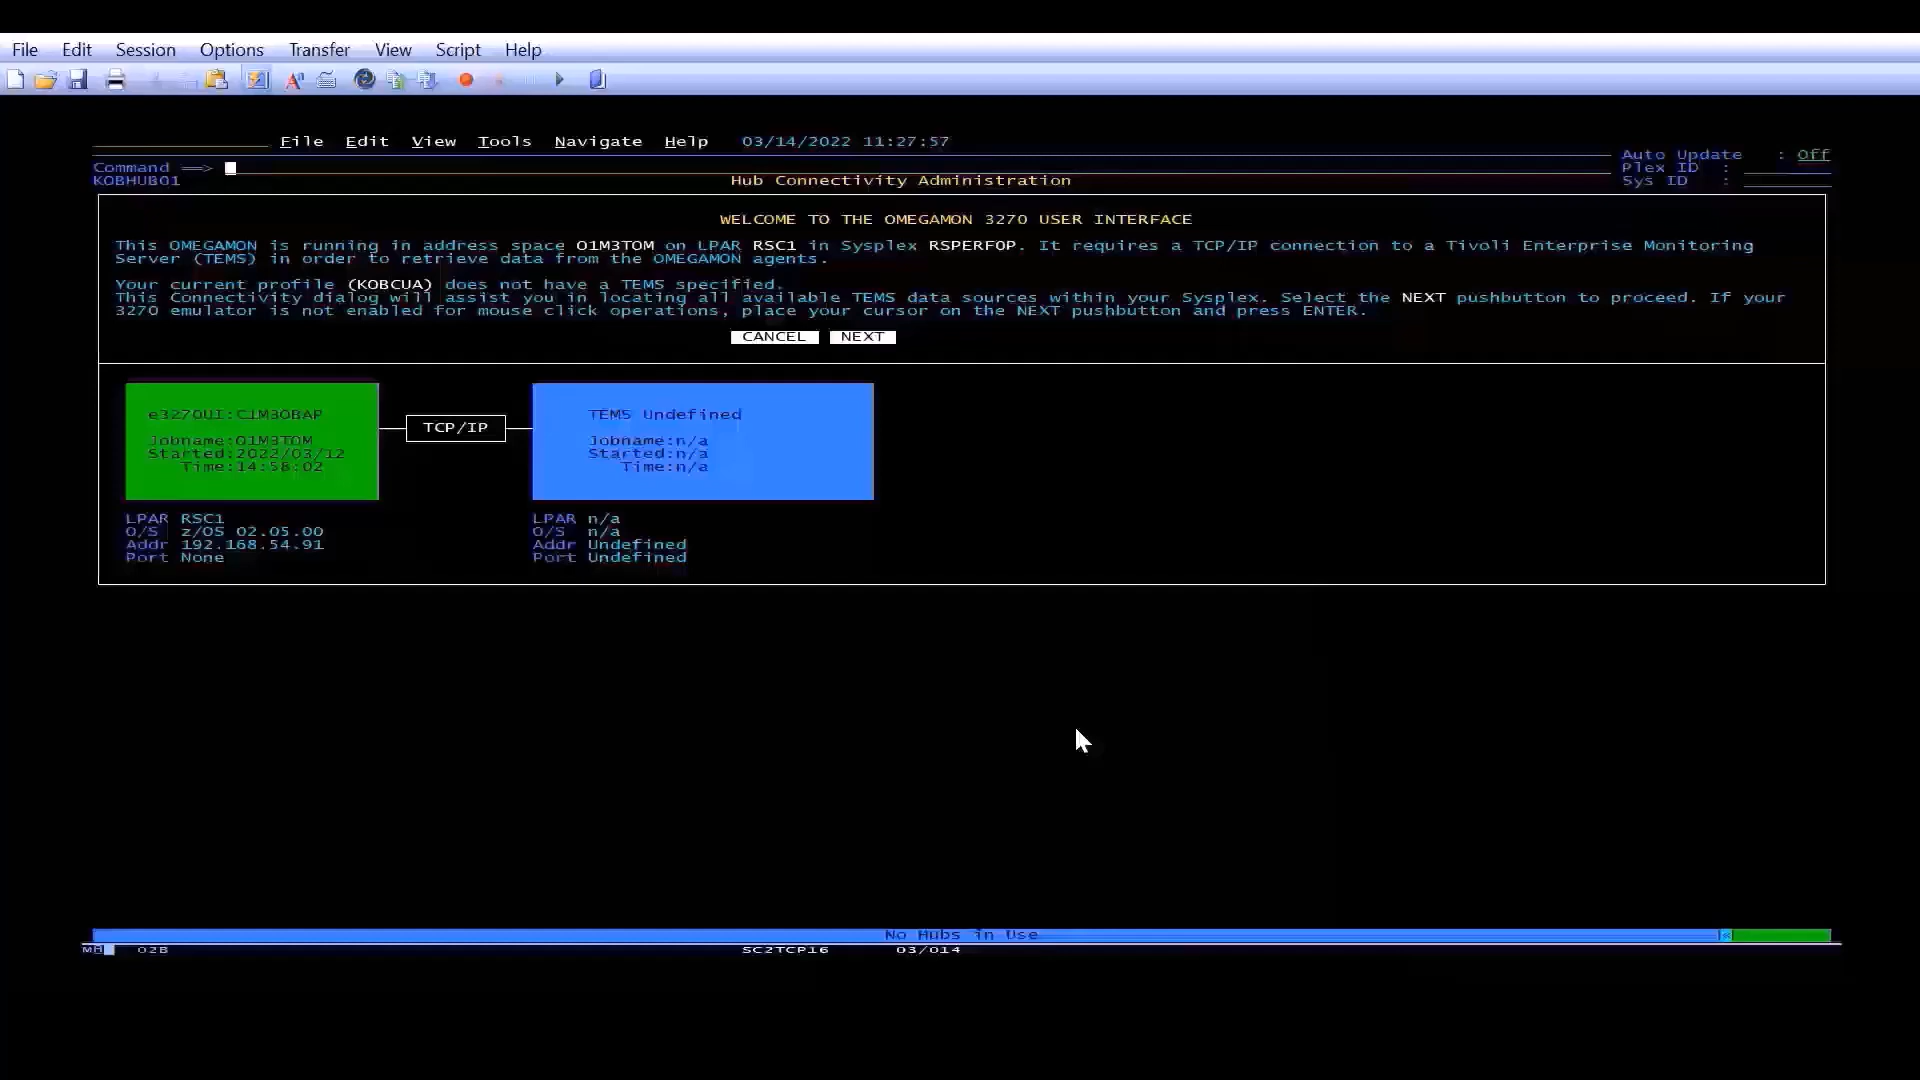 File Edit Session Options Transfer View Script Help
File Edit View Tools Navigate Help 03/14/2022 11:27:57
Auto Update : Off
Command ==>
Plex ID :
KOBHUB01 Hub Connectivity Administration
Sys ID :
WELCOME TO THE OMEGAMON 3270 USER INTERFACE
This OMEGAMON is running in address space O1M3TOM on LPAR RSC1 in Sysplex RSPERFOP. It requires a TCP/IP connection to a Tivoli Enterprise Monitoring
Server (TEMS) in order to retrieve data from the OMEGAMON agents.
Your current profile (KOBCUA) does not have a TEMS specified.
This Connectivity dialog will assist you in locating all available TEMS data sources within your Sysplex. Select the NEXT pushbutton to proceed. If your
3270 emulator is not enabled for mouse click operations, place your cursor on the NEXT pushbutton and press ENTER.
CANCEL NEXT
e3270UI:C1M3OBAP
Jobname:O1M3TOM
Started:2022/03/12
Time:14:58:02
TCP/IP
TEMS Undefined
Jobname:n/a
Started:n/a
Time:n/a
LPAR RSC1
O/S z/OS 02.05.00
Addr 192.168.54.91
Port None
LPAR n/a
O/S n/a
Addr Undefined
Port Undefined
No Hubs in Use
MA 02B SC2TCP16 03/014